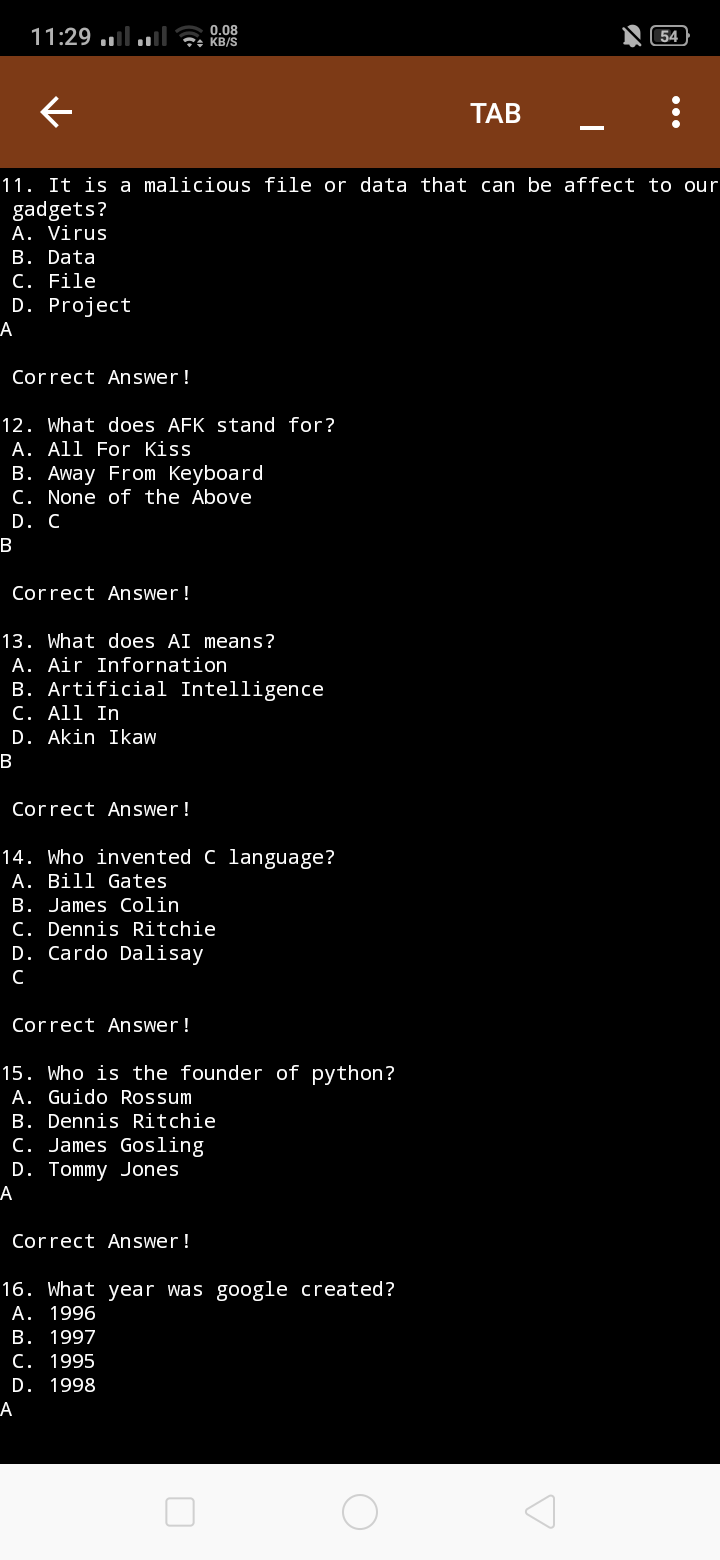 11:29 0.08 KB/S 54
TAB _
11. It is a malicious file or data that can be affect to our
gadgets?
A. Virus
B. Data
C. File
D. Project
A
Correct Answer!
12. What does AFK stand for?
A. All For Kiss
B. Away From Keyboard
C. None of the Above
D. C
B
Correct Answer!
13. What does AI means?
A. Air Infornation
B. Artificial Intelligence
C. All In
D. Akin Ikaw
B
Correct Answer!
14. Who invented C language?
A. Bill Gates
B. James Colin
C. Dennis Ritchie
D. Cardo Dalisay
C
Correct Answer!
15. Who is the founder of python?
A. Guido Rossum
B. Dennis Ritchie
C. James Gosling
D. Tommy Jones
A
Correct Answer!
16. What year was google created?
A. 1996
B. 1997
C. 1995
D. 1998
A